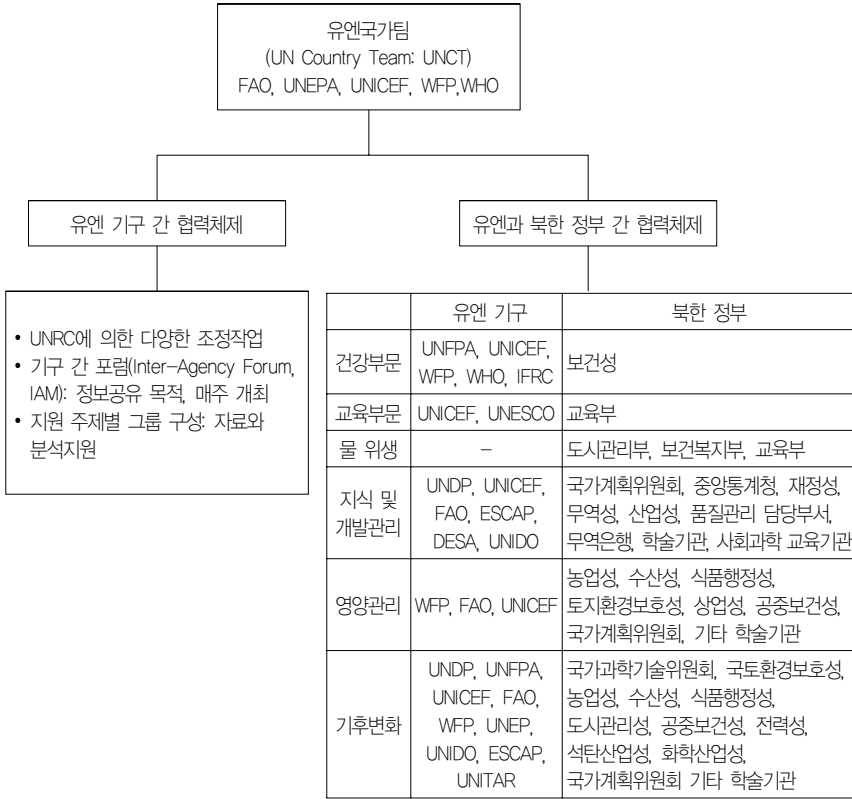 유엔국가팀
(UN Country Team: UNCT)
FAO, UNEPA, UNICEF, WFP,WHO
유엔 기구 간 협력체제
• UNRC에 의한 다양한 조정작업
• 기구 간 포럼(Inter-Agency Forum,
IAM): 정보공유 목적, 매주 개최
• 지원 주제별 그룹 구성: 자료와
분석지원
유엔과 북한 정부 간 협력체제
유엔 기구 북한 정부
건강부문
UNFPA, UNICEF,
WFP, WHO, IFRC
보건성
교육부문 UNICEF, UNESCO 교육부
물 위생 – 도시관리부, 보건복지부, 교육부
지식 및
개발관리
UNDP, UNICEF,
FAO, ESCAP,
DESA, UNIDO
국가계획위원회, 중앙통계청, 재정성,
무역성, 산업성, 품질관리 담당부서,
무역은행, 학술기관, 사회과학 교육기관
영양관리
WFP, FAO, UNICEF
농업성, 수산성, 식품행정성,
토지환경보호성, 상업성, 공중보건성,
국가계획위원회, 기타 학술기관
기후변화
UNDP, UNFPA,
UNICEF, FAO,
WFP, UNEP,
UNIDO, ESCAP,
UNITAR
국가과학기술위원회, 국토환경보호성,
농업성, 수산성, 식품행정성,
도시관리성, 공중보건성, 전력성,
석탄산업성, 화학산업성,
국가계획위원회 기타 학술기관